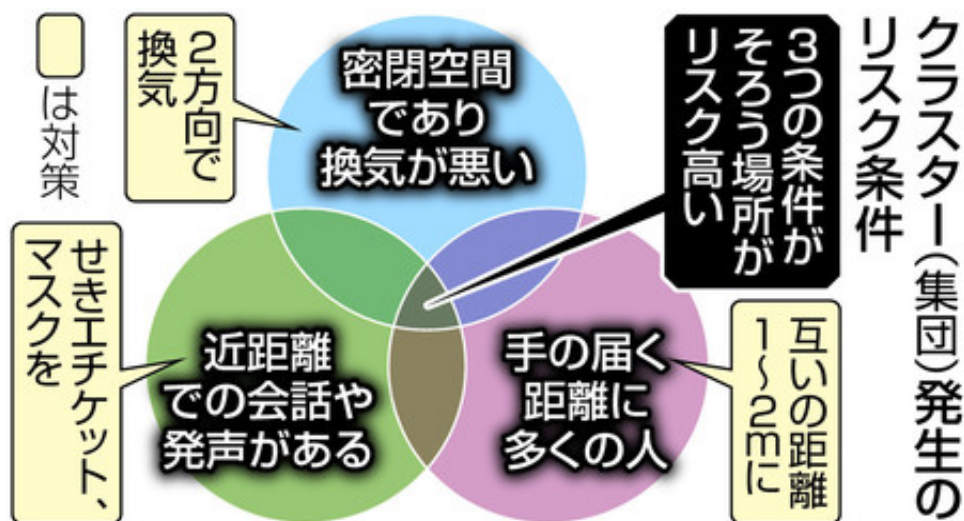 クラスター(集団)発生の
リスク条件
3つの条件が
そろう場所が
リスク高い
密閉空間
であり
換気が悪い
2方向で
換気
は対策
近距離
での会話や
発声がある
せきエチケット、
マスクを
手の届く
距離に
多くの人
互いの距離
1~2mに